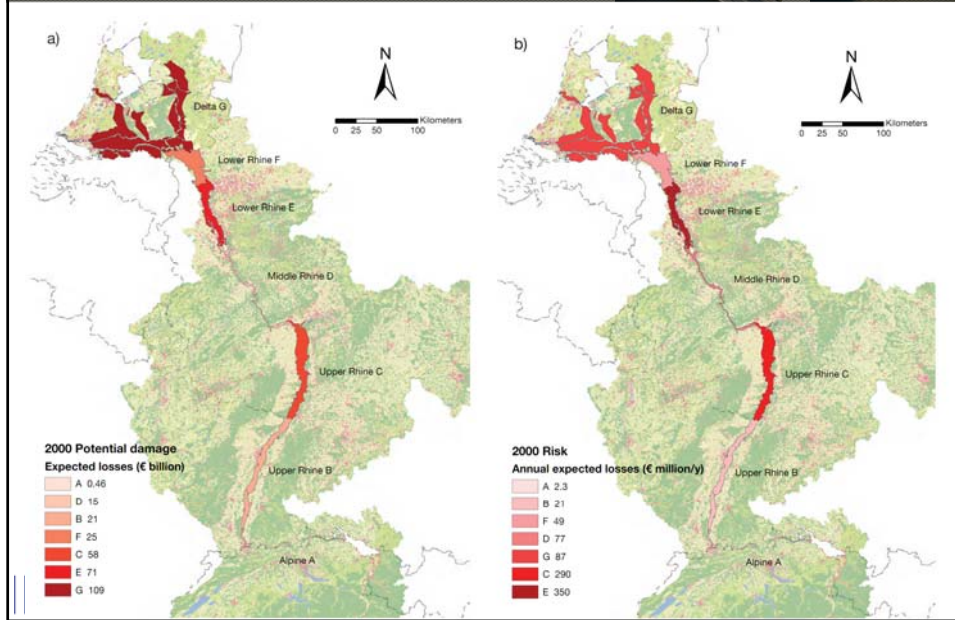 a)
N
Kilometers
0 25 50 100
Delta G
Lower Rhine F
Lower Rhine E
Middle Rhine D
Upper Rhine C
Upper Rhine B
Alpine A
2000 Potential damage
Expected losses (€ billion)
A 0.46
D 15
B 21
F 25
C 58
E 71
G 109
b)
N
Kilometers
0 25 50 100
Delta G
Lower Rhine F
Lower Rhine E
Middle Rhine D
Upper Rhine C
Upper Rhine B
Alpine A
2000 Risk
Annual expected losses (€ million/y)
A 2.3
B 21
F 49
D 77
G 87
C 290
E 350